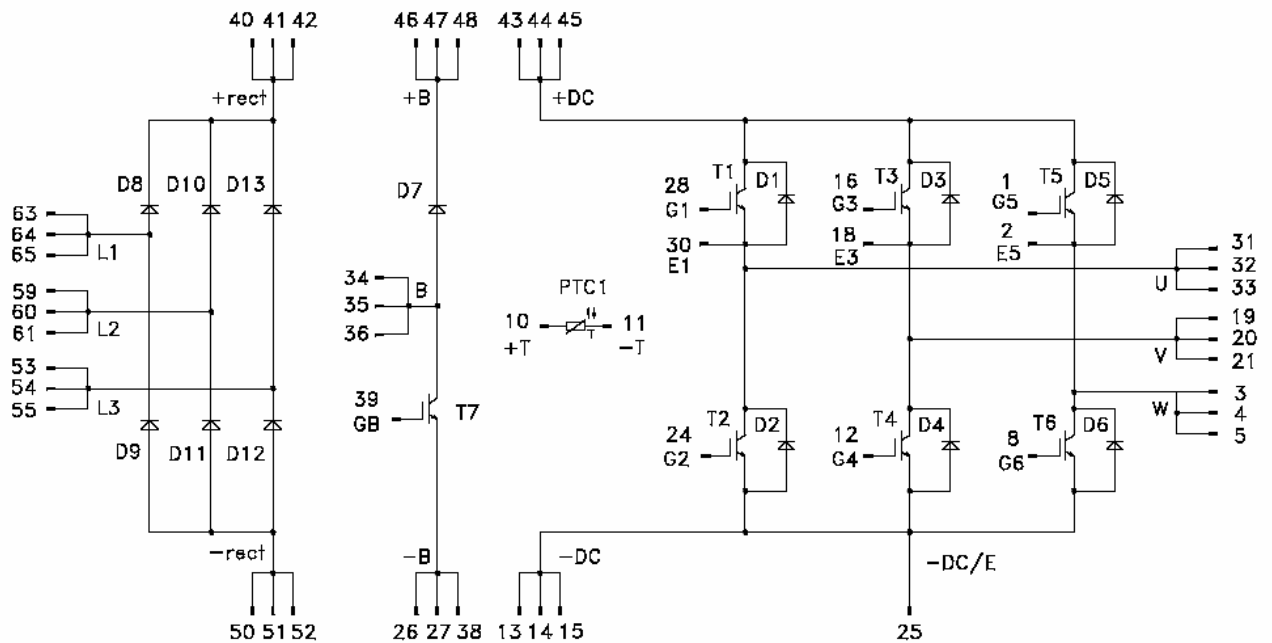 40 41 42 46 47 48 43 44 45
+rect +B +DC
D8 D10 D13 D7
28 T1 D1 16 T3 D3 1 T5 D5
G1 G3 G5
63
64
65 L1
30 18 2
E1 E3 E5
31
32
33
U
59
60
61 L2
34 B
35
36
PTC1
10 T 11
+T -T
19
20
21
V
53
54
55 L3
39 T7
GB
3
4
5
W
D9 D11 D12
24 T2 D2 12 T4 D4 8 T6 D6
G2 G4 G6
-rect -B -DC -DC/E
50 51 52 26 27 38 13 14 15 25